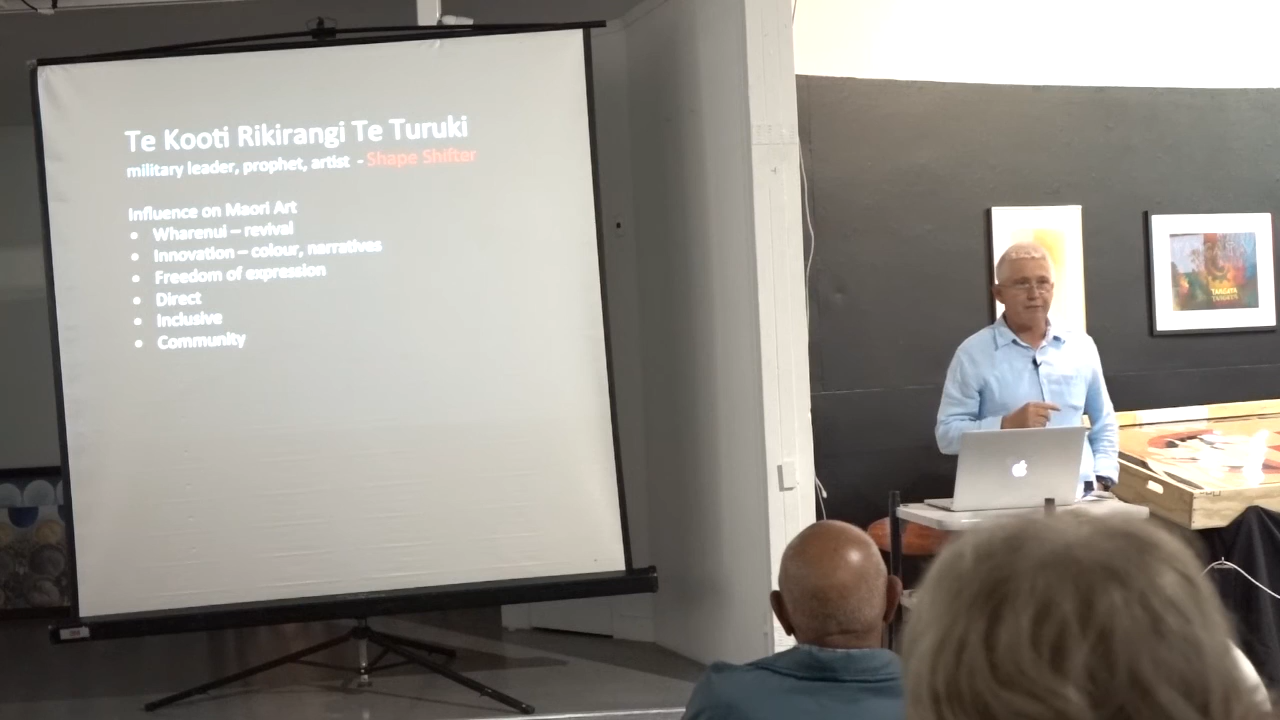 Te Kooti Rikirangi Te Turuki
military leader, prophet, artist - Shape Shifter
Influence on Maori Art
• Wharenui – revival
• Innovation – colour, narratives
• Freedom of expression
• Direct
• Inclusive
• Community
TANGATA